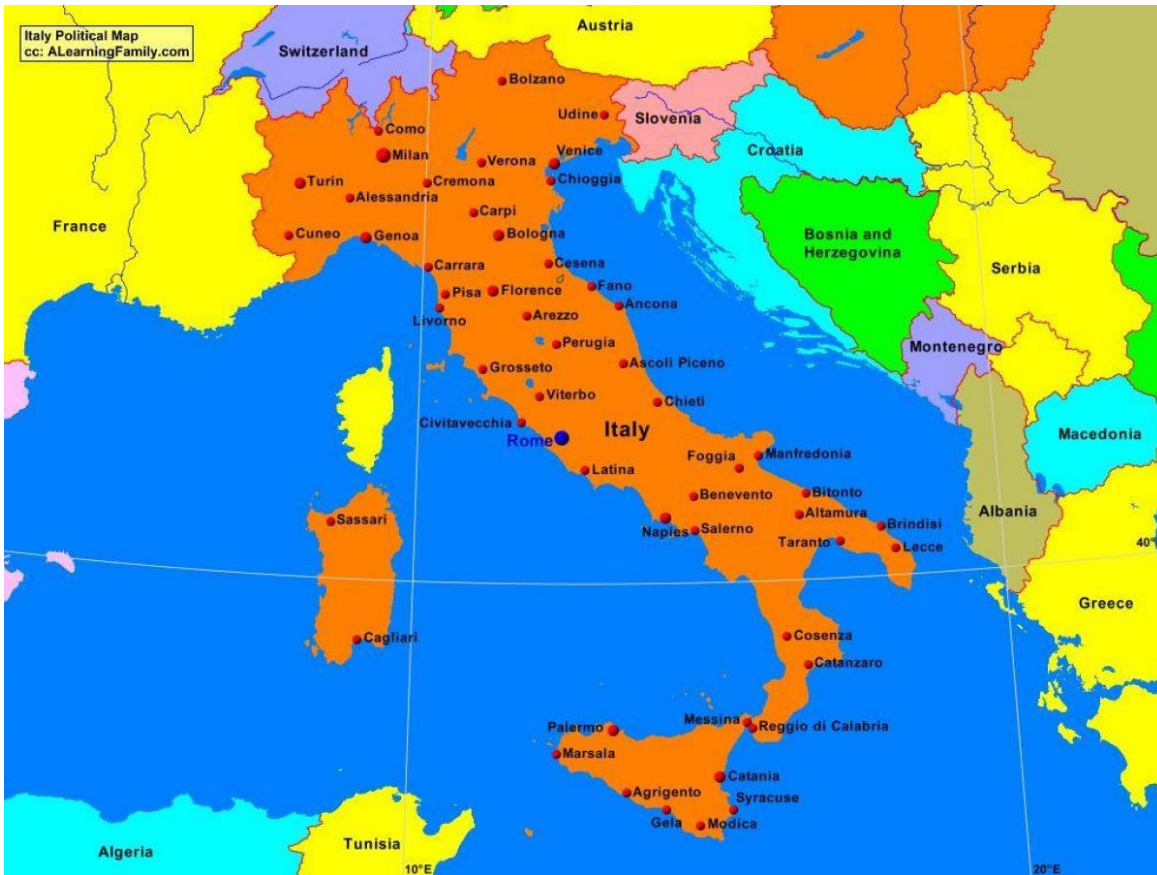 Italy Political Map
cc: ALearningFamily.com
Austria
Switzerland
Bolzano
Udine
Slovenia
Como
Croatia
Milan
Verona
Venice
Turin
Cremona
Chioggia
Alessandria
Carpi
France
Cuneo
Genoa
Bologna
Bosnia and
Herzegovina
Carrara
Cesena
Serbia
Pisa
Florence
Fano
Livorno
Arezzo
Ancona
Perugia
Montenegro
Grosseto
Ascoli Piceno
Viterbo
Chieti
Civitavecchia
Rome
Italy
Macedonia
Foggia
Manfredonia
Latina
Benevento
Bitonto
Sassari
Altamura
Albania
Naples
Salerno
Brindisi
Taranto
Lecce
40°
Greece
Cagliari
Cosenza
Catanzaro
Messina
Palermo
Reggio di Calabria
Marsala
Catania
Agrigento
Syracuse
Gela
Modica
Algeria
Tunisia
10°E
20°E